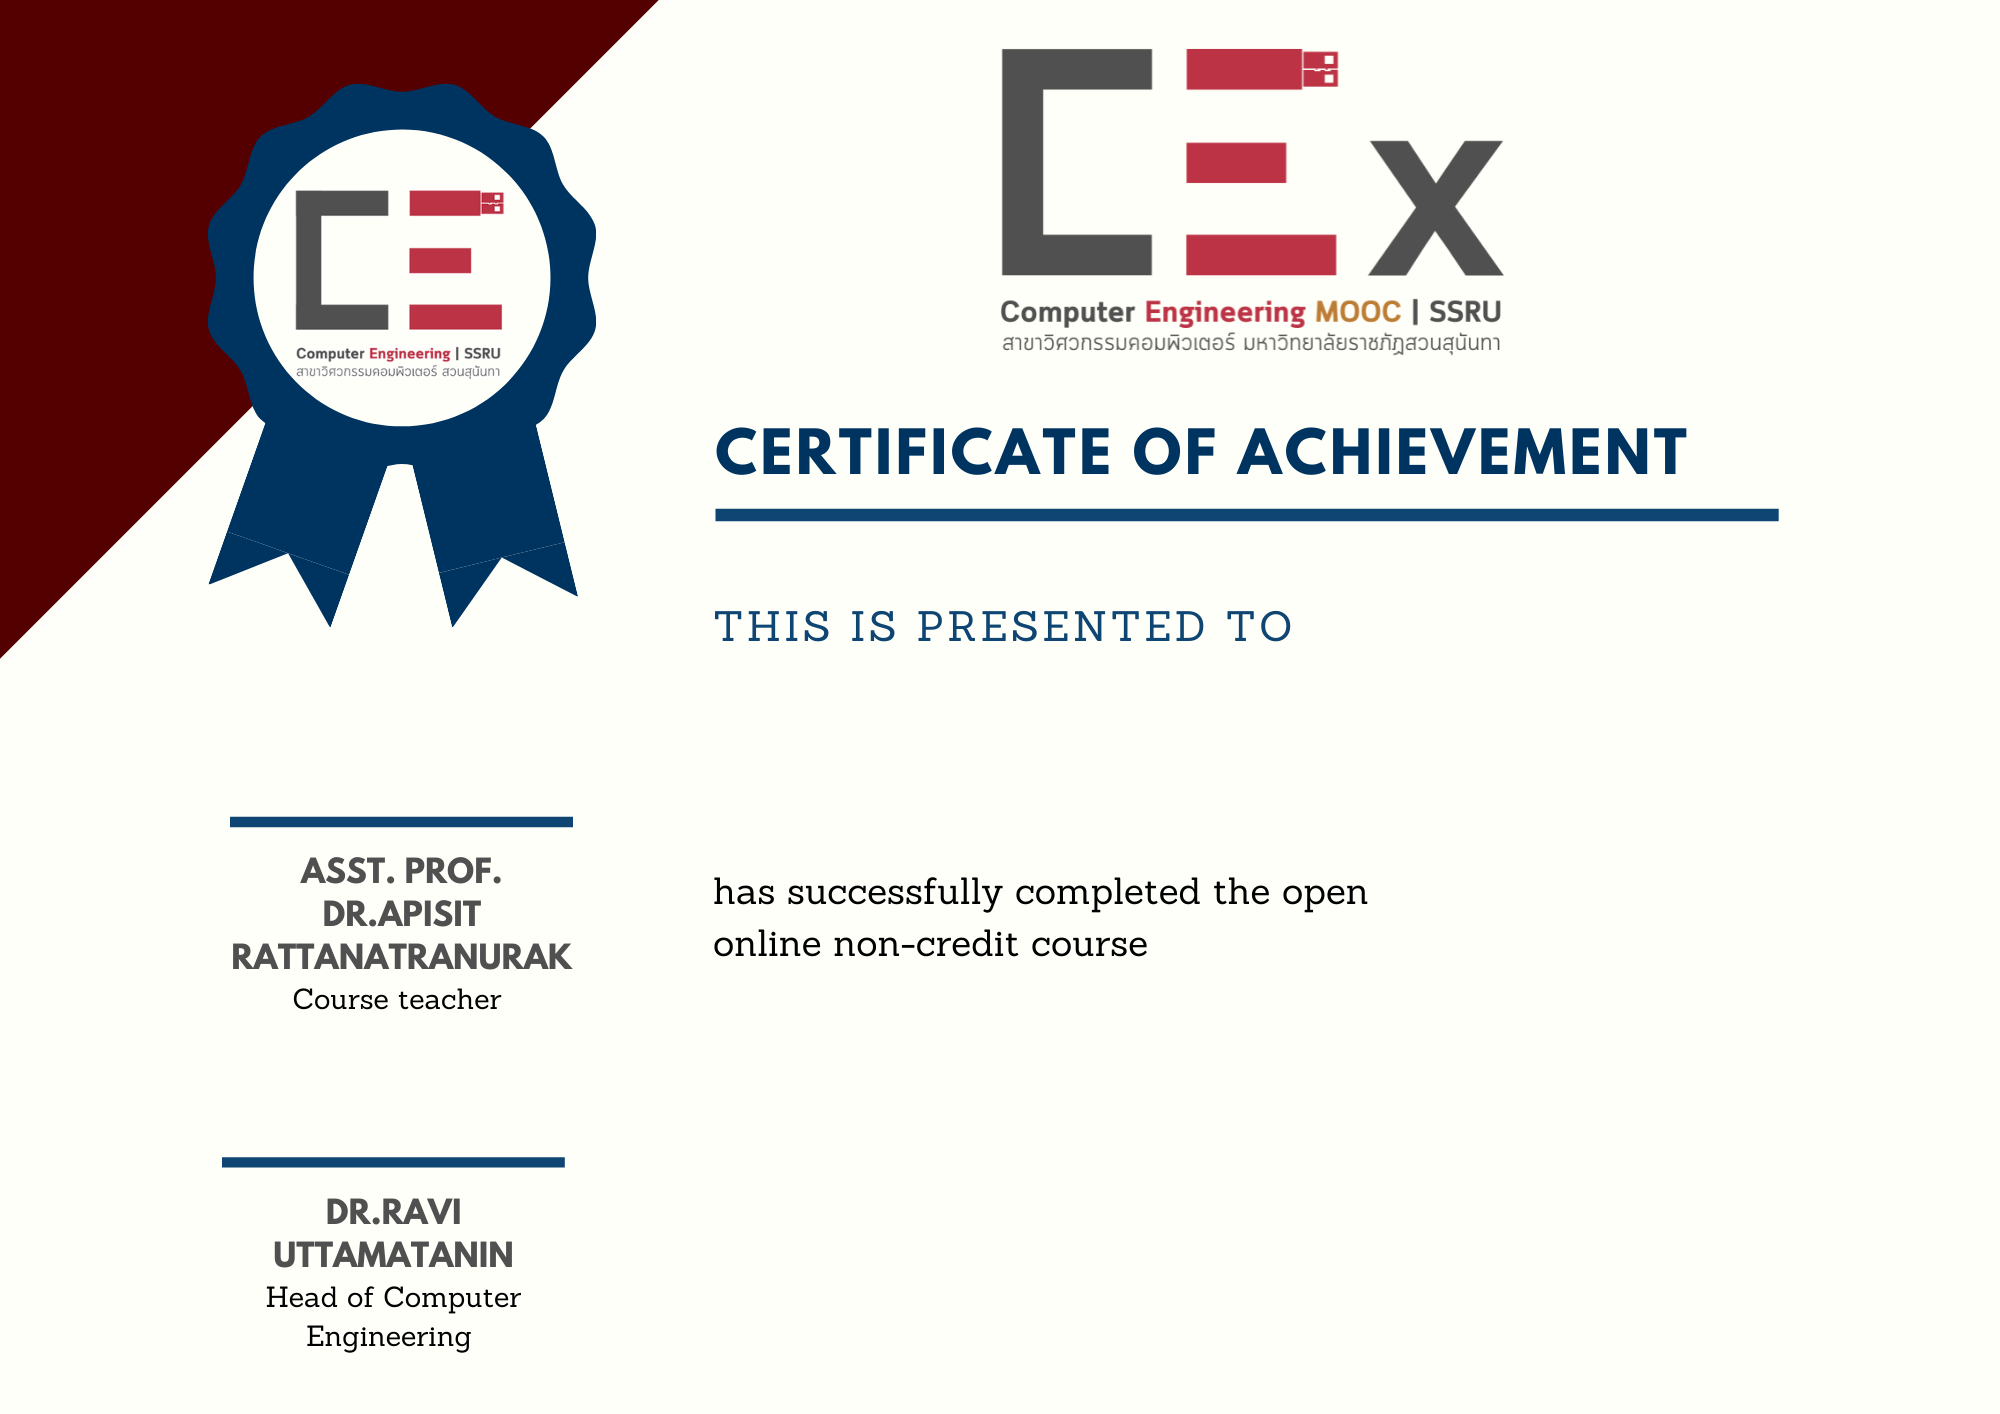 CE
Computer Engineering | SSRU
สาขาวิศวกรรมคอมพิวเตอร์ สวนสุนันทา
CEx
Computer Engineering MOOC | SSRU
สาขาวิศวกรรมคอมพิวเตอร์ มหาวิทยาลัยราชภัฏสวนสุนันทา
CERTIFICATE OF ACHIEVEMENT
THIS IS PRESENTED TO
has successfully completed the open
online non-credit course
ASST. PROF.
DR.APISIT
RATTANATRANURAK
Course teacher
DR.RAVI
UTTAMATANIN
Head of Computer
Engineering